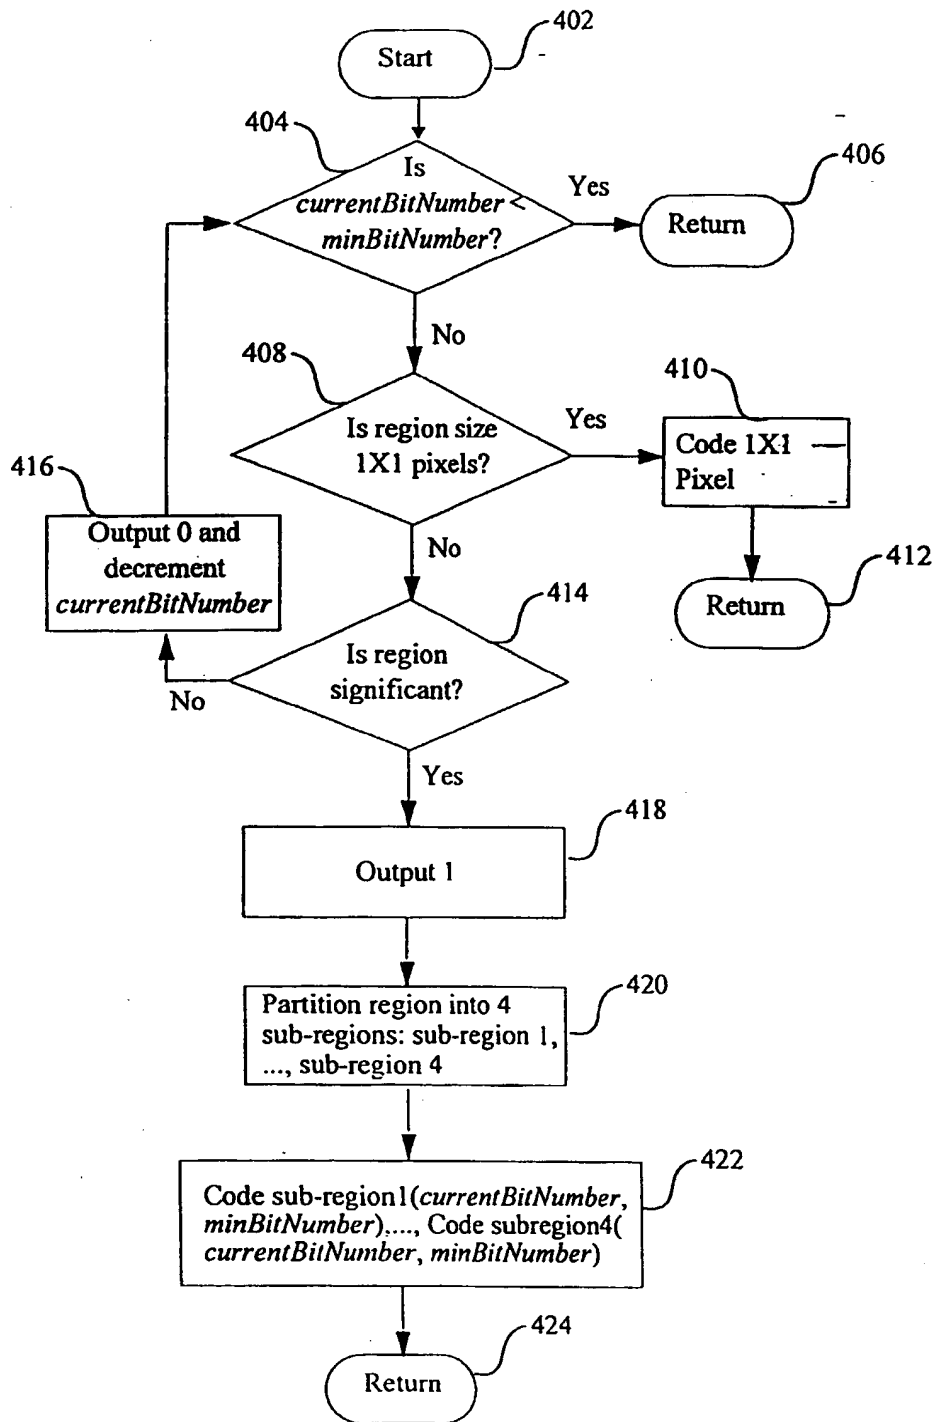 402
Start
404
Is
currentBitNumber <
minBitNumber?
Yes
406
Return
No
408
Is region size
1X1 pixels?
Yes
410
Code 1X1
Pixel
412
Return
416
Output 0 and
decrement
currentBitNumber
No
414
Is region
significant?
No
Yes
418
Output 1
420
Partition region into 4
sub-regions: sub-region 1,
..., sub-region 4
422
Code sub-region1(currentBitNumber,
minBitNumber),..., Code subregion4(
currentBitNumber, minBitNumber)
424
Return